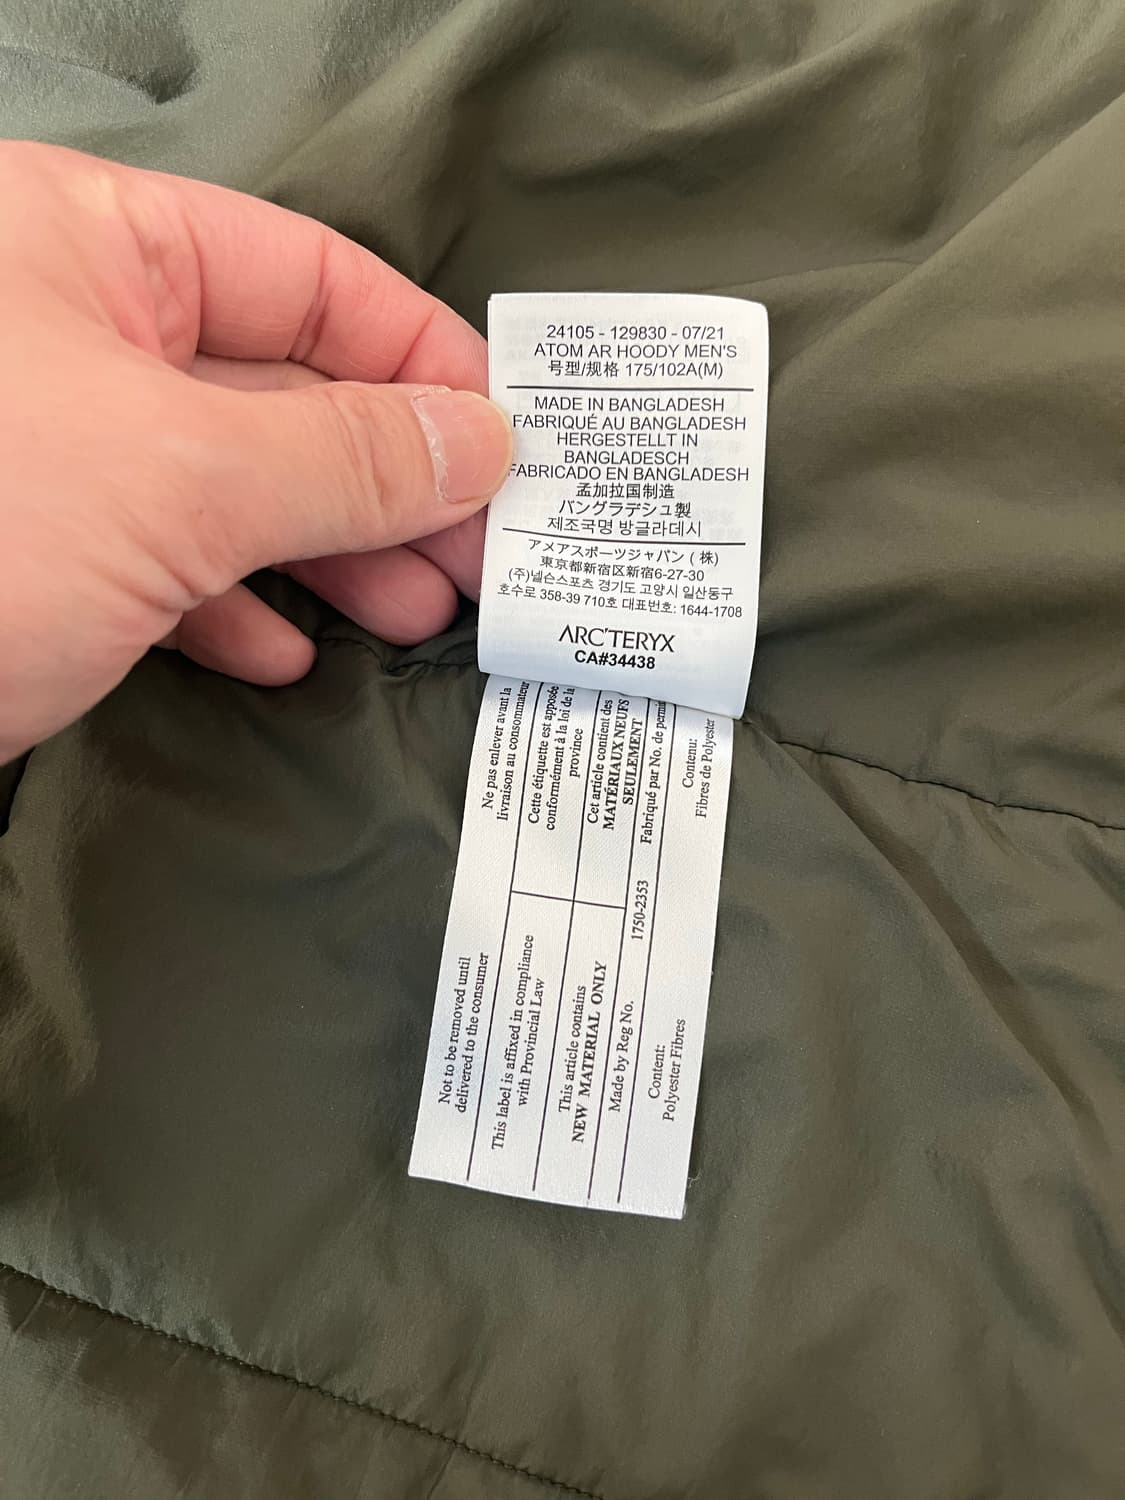 24105 - 129830 - 07/21
ATOM AR HOODY MEN'S
号型/规格 175/102A(M)
MADE IN BANGLADESH
FABRIQUÉ AU BANGLADESH
HERGESTELLT IN
BANGLADESCH
FABRICADO EN BANGLADESH
孟加拉国制造
バングラデシュ製
제조국명 방글라데시
アメアスポーツジャパン ( 株)
東京都新宿区新宿6-27-30
(주)넬슨스포츠 경기도 고양시 일산동구
호수로 358-39 710호 대표번호: 1644-1708
ARC'TERYX
CA#34438
Not to be removed until
delivered to the consumer
Ne pas enlever avant la
livraison au consommateur
This label is affixed in compliance
with Provincial Law
Cette étiquette est apposée
conformément à la loi de la
province
This article contains
NEW MATERIAL ONLY
Cet article contient des
MATÉRIAUX NEUFS
SEULEMENT
Made by Reg No.
1750-2353
Fabriqué par No. de permis
Content:
Polyester Fibres
Contenu:
Fibres de Polyester